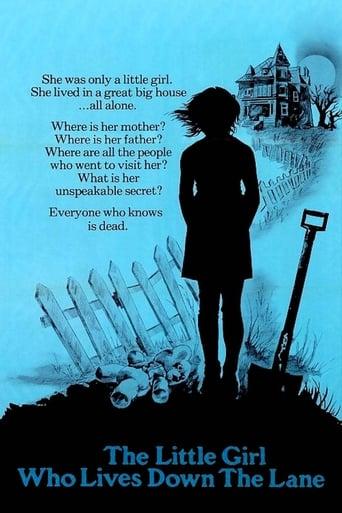 She was only a little girl.
She lived in a great big house
...all alone.
Where is her mother?
Where is her father?
Where are all the people
who went to visit her?
What is her
unspeakable secret?
Everyone who knows
is dead.
The Little Girl
Who Lives Down The Lane